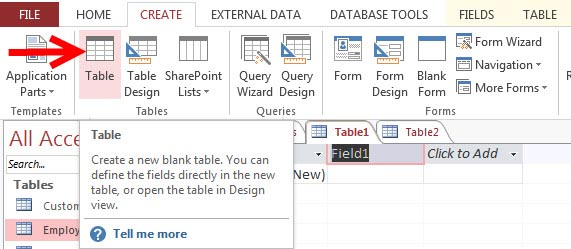 FILE HOME CREATE EXTERNAL DATA DATABASE TOOLS FIELDS TABLE
Application Parts
Table
Table Design
SharePoint Lists
Query Wizard
Query Design
Form
Form Design
Blank Form
Form Wizard
Navigation
More Forms
Templates
Tables
Queries
Forms
All Acce
Search...
Tables
Custom
Employ
Table
Create a new blank table. You can
define the fields directly in the new
table, or open the table in Design
view.
Tell me more
s
Table1
Table2
Field1
Click to Add
New)